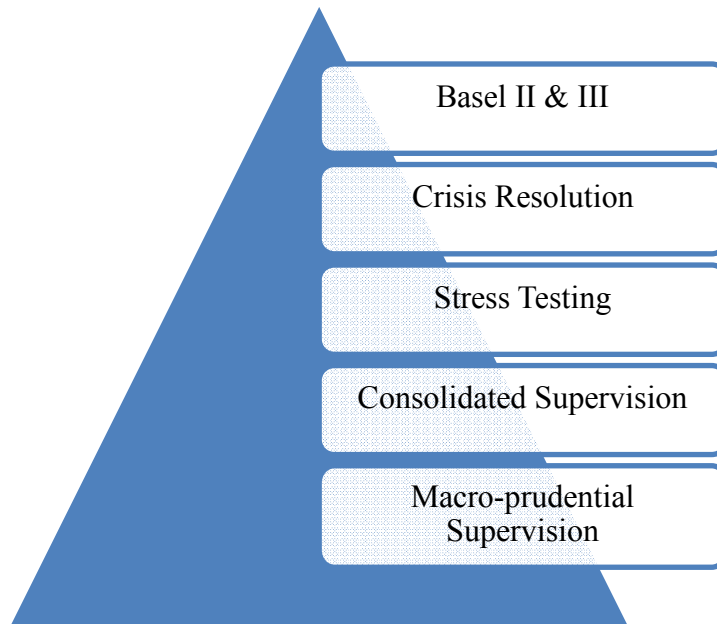 Basel II & III
Crisis Resolution
Stress Testing
Consolidated Supervision
Macro-prudential
Supervision